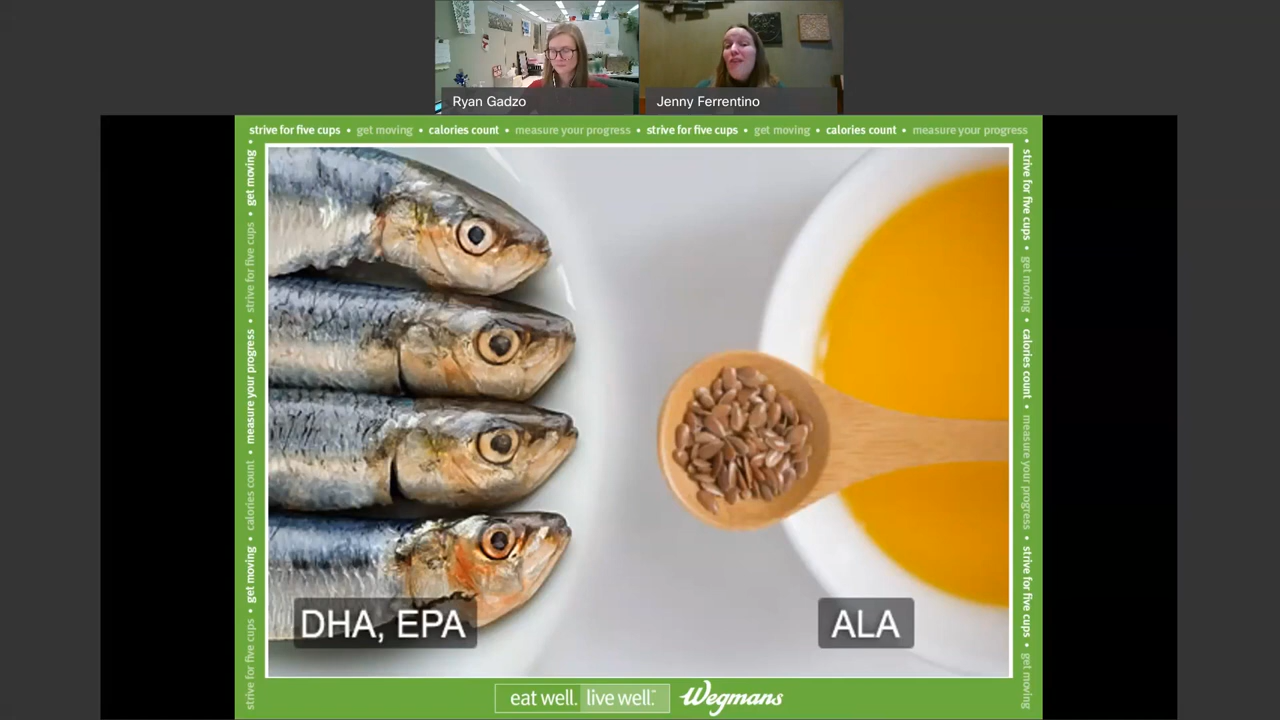 Ryan Gadzo
Jenny Ferrentino
strive for five cups • get moving • calories count • measure your progress • strive for five cups • get moving • calories count • measure your progress
strive for five cups • get moving • calories count • measure your progress • strive for five cups • get moving •
• strive for five cups • get moving • calories count • measure your progress • strive for five cups • get moving
DHA, EPA
ALA
eat well. live well.™
Wegmans